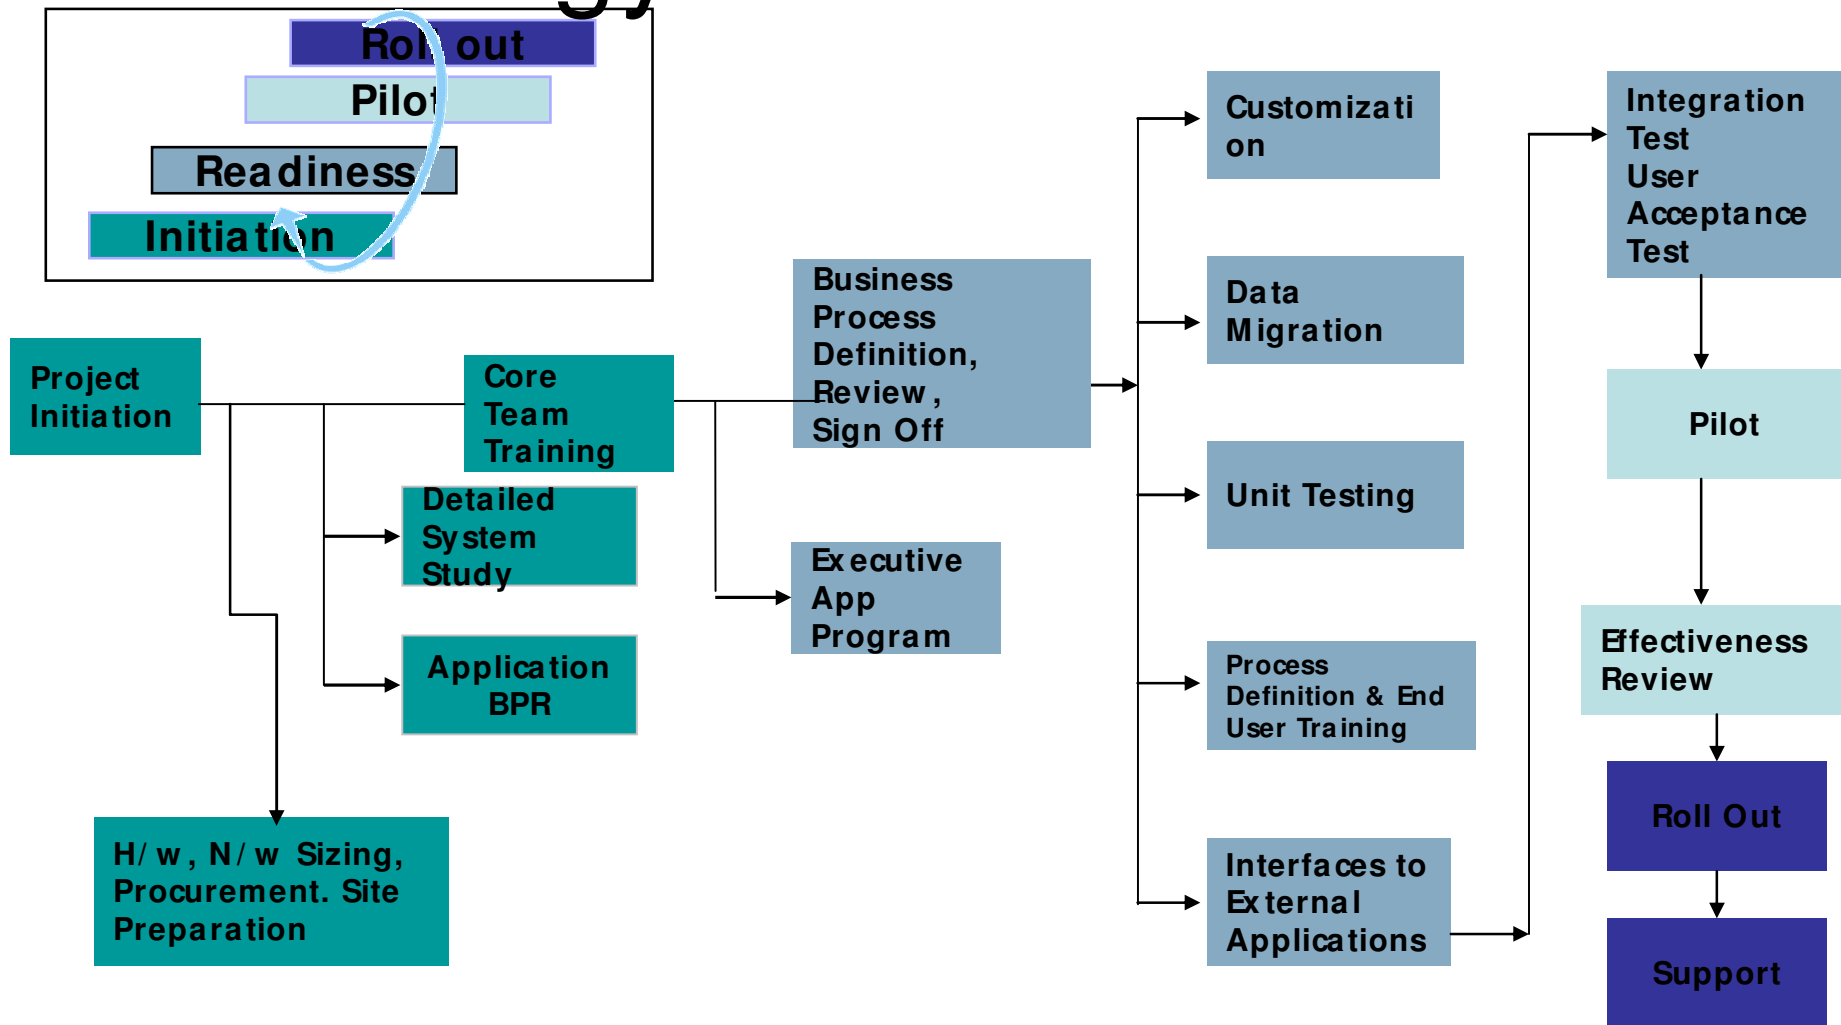 gy
Roll out
Pilot
Readiness
Initiation
Project
Initiation
Core
Team
Training
Detailed
System
Study
Application
BPR
H/w, N/w Sizing,
Procurement. Site
Preparation
Business
Process
Definition,
Review,
Sign Off
Executive
App
Program
Customizati
on
Data
Migration
Unit Testing
Process
Definition & End
User Training
Interfaces to
External
Applications
Integration
Test
User
Acceptance
Test
Pilot
Effectiveness
Review
Roll Out
Support